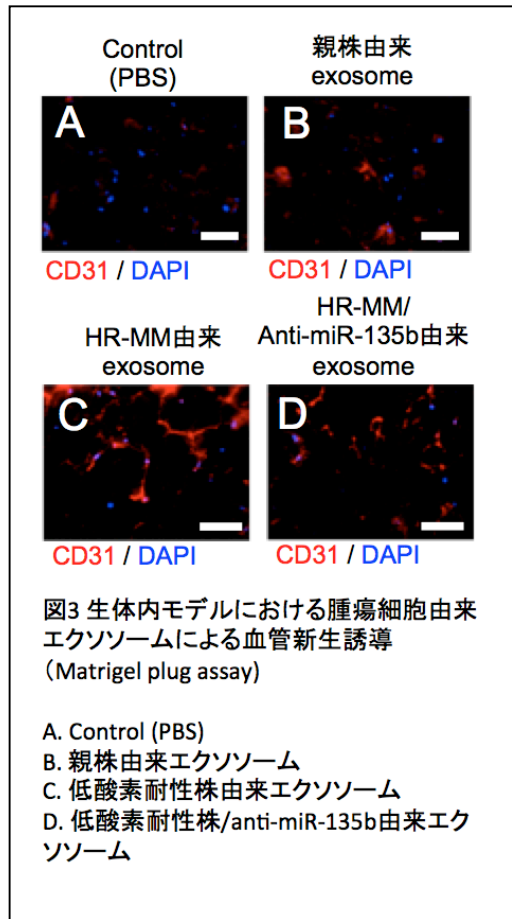 Control
(PBS)
親株由来
exosome
A
B
CD31 / DAPI
CD31 / DAPI
HR-MM由来
exosome
HR-MM/
Anti-miR-135b由来
exosome
C
D
CD31 / DAPI
CD31 / DAPI
図3 生体内モデルにおける腫瘍細胞由来
エクソソームによる血管新生誘導
（Matrigel plug assay)
A. Control (PBS)
B. 親株由来エクソソーム
C. 低酸素耐性株由来エクソソーム
D. 低酸素耐性株/anti-miR-135b由来エク
ソソーム